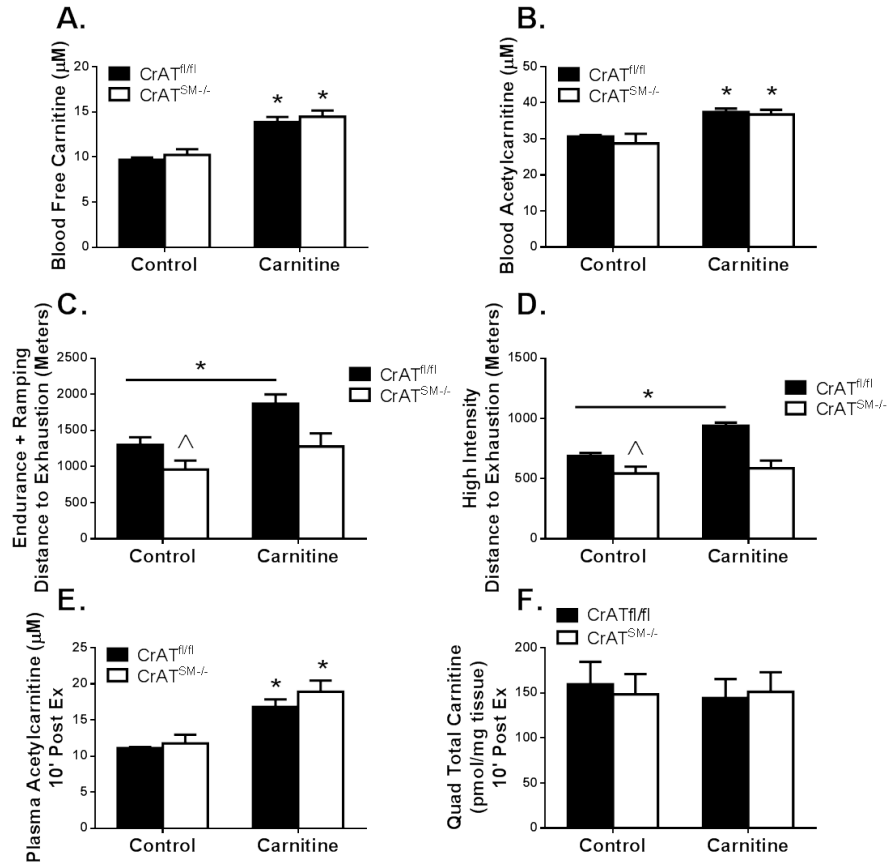 A.
Blood Free Carnitine (µM)
20
15
10
5
0
CrAT^fl/fl
CrAT^SM-/-
* *
Control Carnitine
B.
Blood Acetylcarnitine (µM)
50
40
30
20
10
0
CrAT^fl/fl
CrAT^SM-/-
* *
Control Carnitine
C.
Endurance + Ramping
Distance to Exhaustion (Meters)
2500
2000
1500
1000
500
0
*
^
CrAT^fl/fl
CrAT^SM-/-
Control Carnitine
D.
High Intensity
Distance to Exhaustion (Meters)
1500
1000
500
0
*
^
CrAT^fl/fl
CrAT^SM-/-
Control Carnitine
E.
Plasma Acetylcarnitine (µM)
10' Post Ex
25
20
15
10
5
0
CrAT^fl/fl
CrAT^SM-/-
* *
Control Carnitine
F.
Quad Total Carnitine
(pmol/mg tissue)
10' Post Ex
200
150
100
50
0
CrATfl/fl
CrAT^SM-/-
Control Carnitine